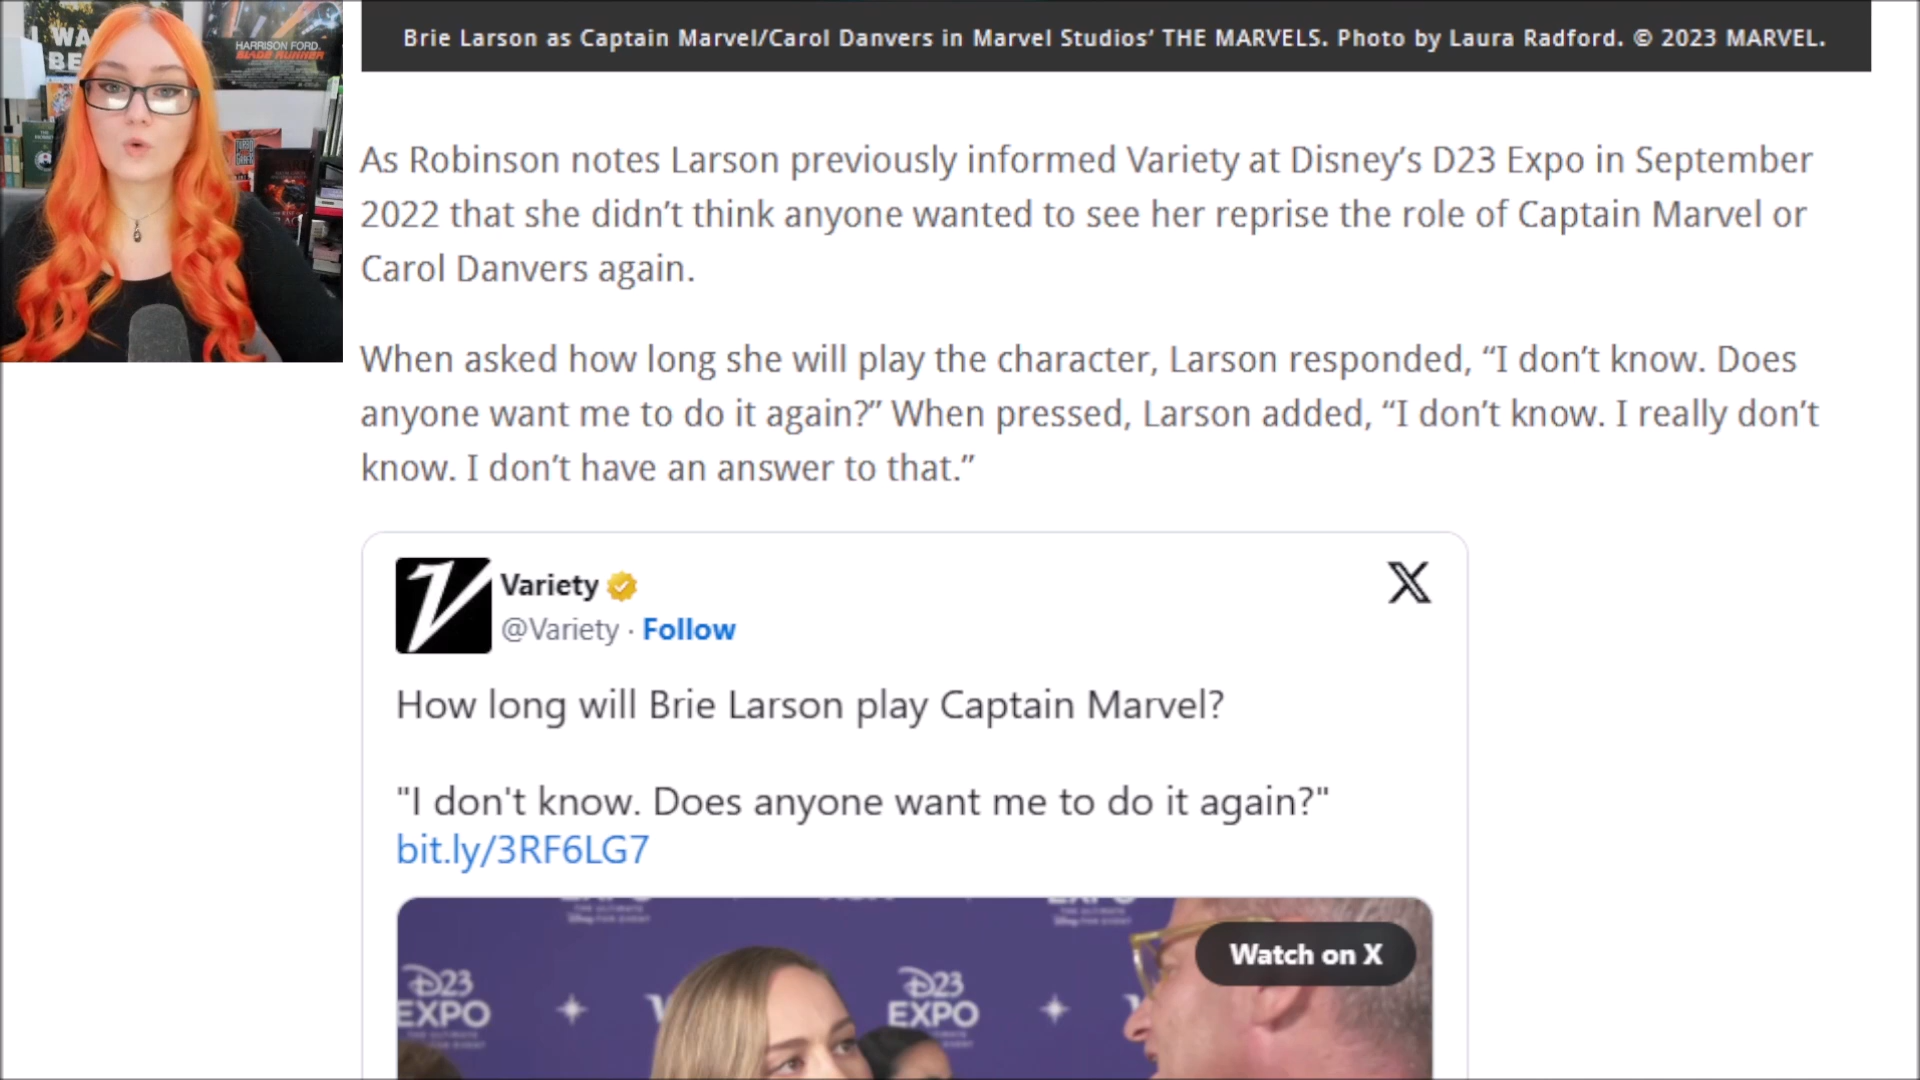 I WA
BE
HARRISON FORD.
BLADE RUNNER
Brie Larson as Captain Marvel/Carol Danvers in Marvel Studios’ THE MARVELS. Photo by Laura Radford. © 2023 MARVEL.
As Robinson notes Larson previously informed Variety at Disney’s D23 Expo in September
2022 that she didn’t think anyone wanted to see her reprise the role of Captain Marvel or
Carol Danvers again.
When asked how long she will play the character, Larson responded, “I don’t know. Does
anyone want me to do it again?” When pressed, Larson added, “I don’t know. I really don’t
know. I don’t have an answer to that.”
Variety
@Variety · Follow
X
How long will Brie Larson play Captain Marvel?
"I don't know. Does anyone want me to do it again?"
bit.ly/3RF6LG7
Watch on X
D23
EXPO
D23
EXPO